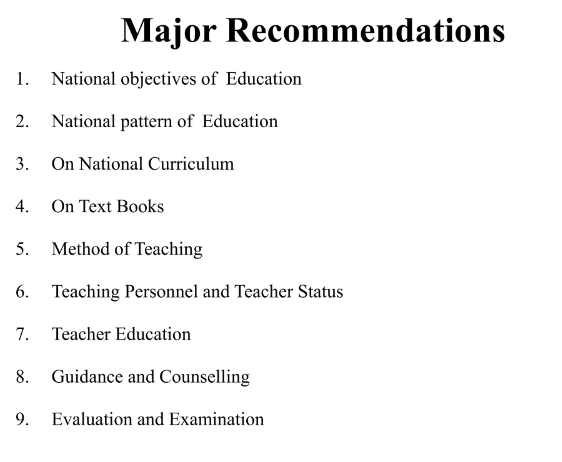 Major Recommendations
1. National objectives of Education
2. National pattern of Education
3. On National Curriculum
4. On Text Books
5. Method of Teaching
6. Teaching Personnel and Teacher Status
7. Teacher Education
8. Guidance and Counselling
9. Evaluation and Examination